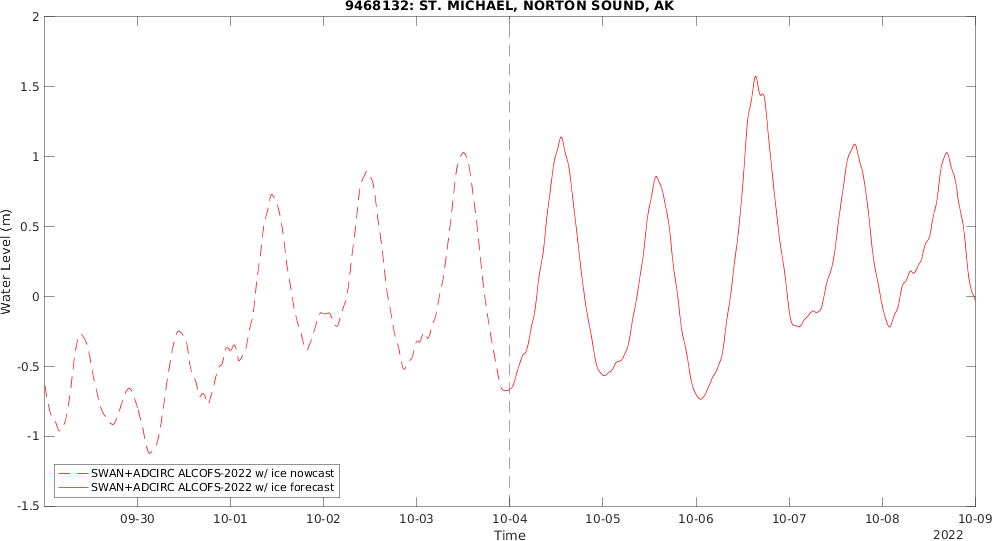 9468132: ST. MICHAEL, NORTON SOUND, AK
2
1.5
1
0.5
0
-0.5
-1
-1.5
Water Level (m)
SWAN+ADCIRC ALCOFS-2022 w/ ice nowcast
SWAN+ADCIRC ALCOFS-2022 w/ ice forecast
09-30 10-01 10-02 10-03 10-04 10-05 10-06 10-07 10-08 10-09
Time
2022